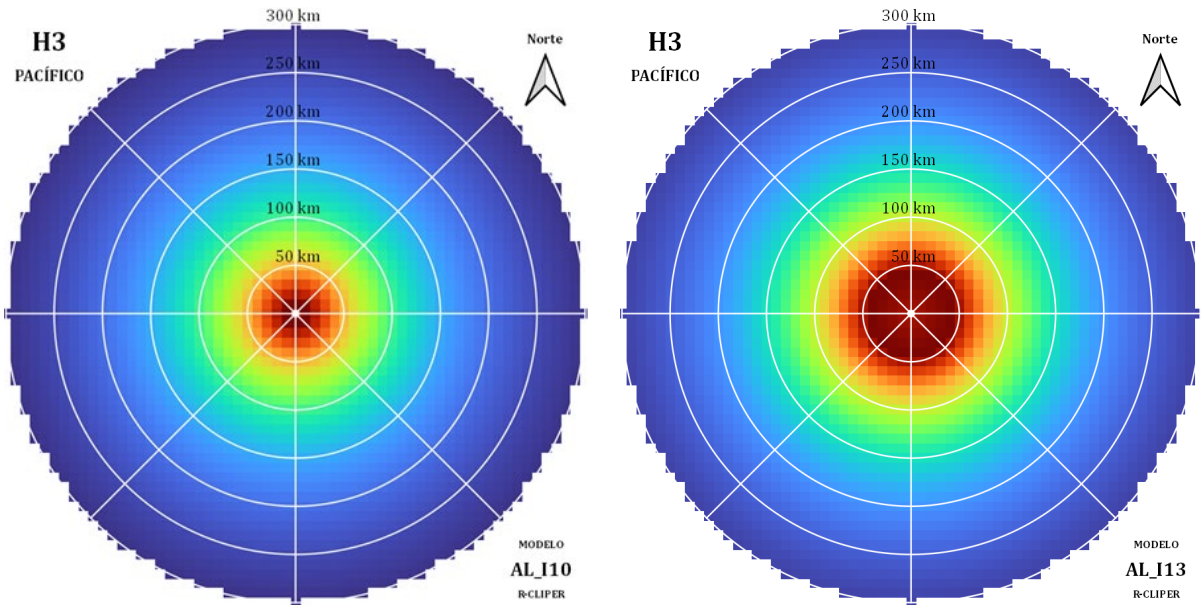 H3
PACÍFICO
300 km
250 km
200 km
150 km
100 km
50 km
Norte
MODELO
AL_I10
R-CLIPER
H3
PACÍFICO
300 km
250 km
200 km
150 km
100 km
50 km
Norte
MODELO
AL_I13
R-CLIPER